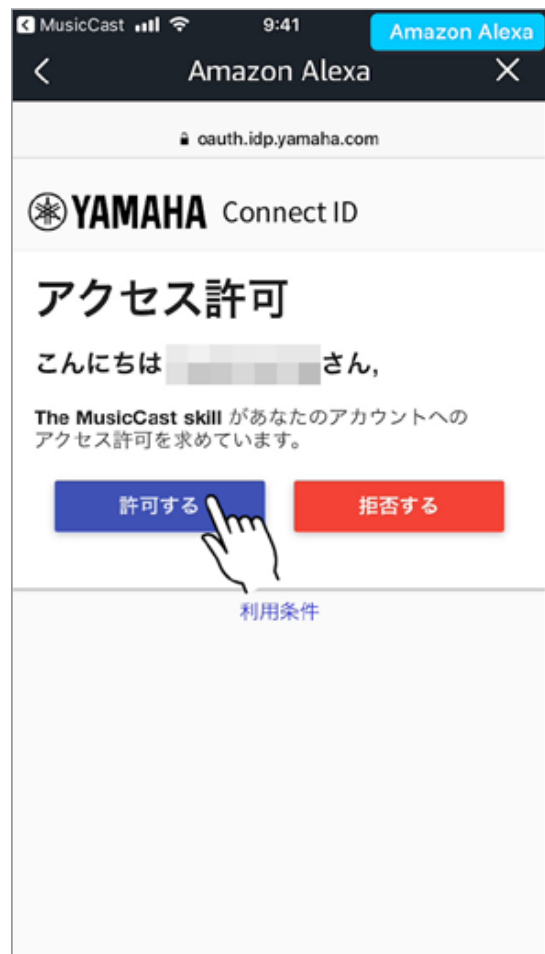 MusicCast 9:41 Amazon Alexa
Amazon Alexa
oauth.idp.yamaha.com
YAMAHA Connect ID
アクセス許可
こんにちは さん,
The MusicCast skill があなたのアカウントへの
アクセス許可を求めています。
許可する 拒否する
利用条件